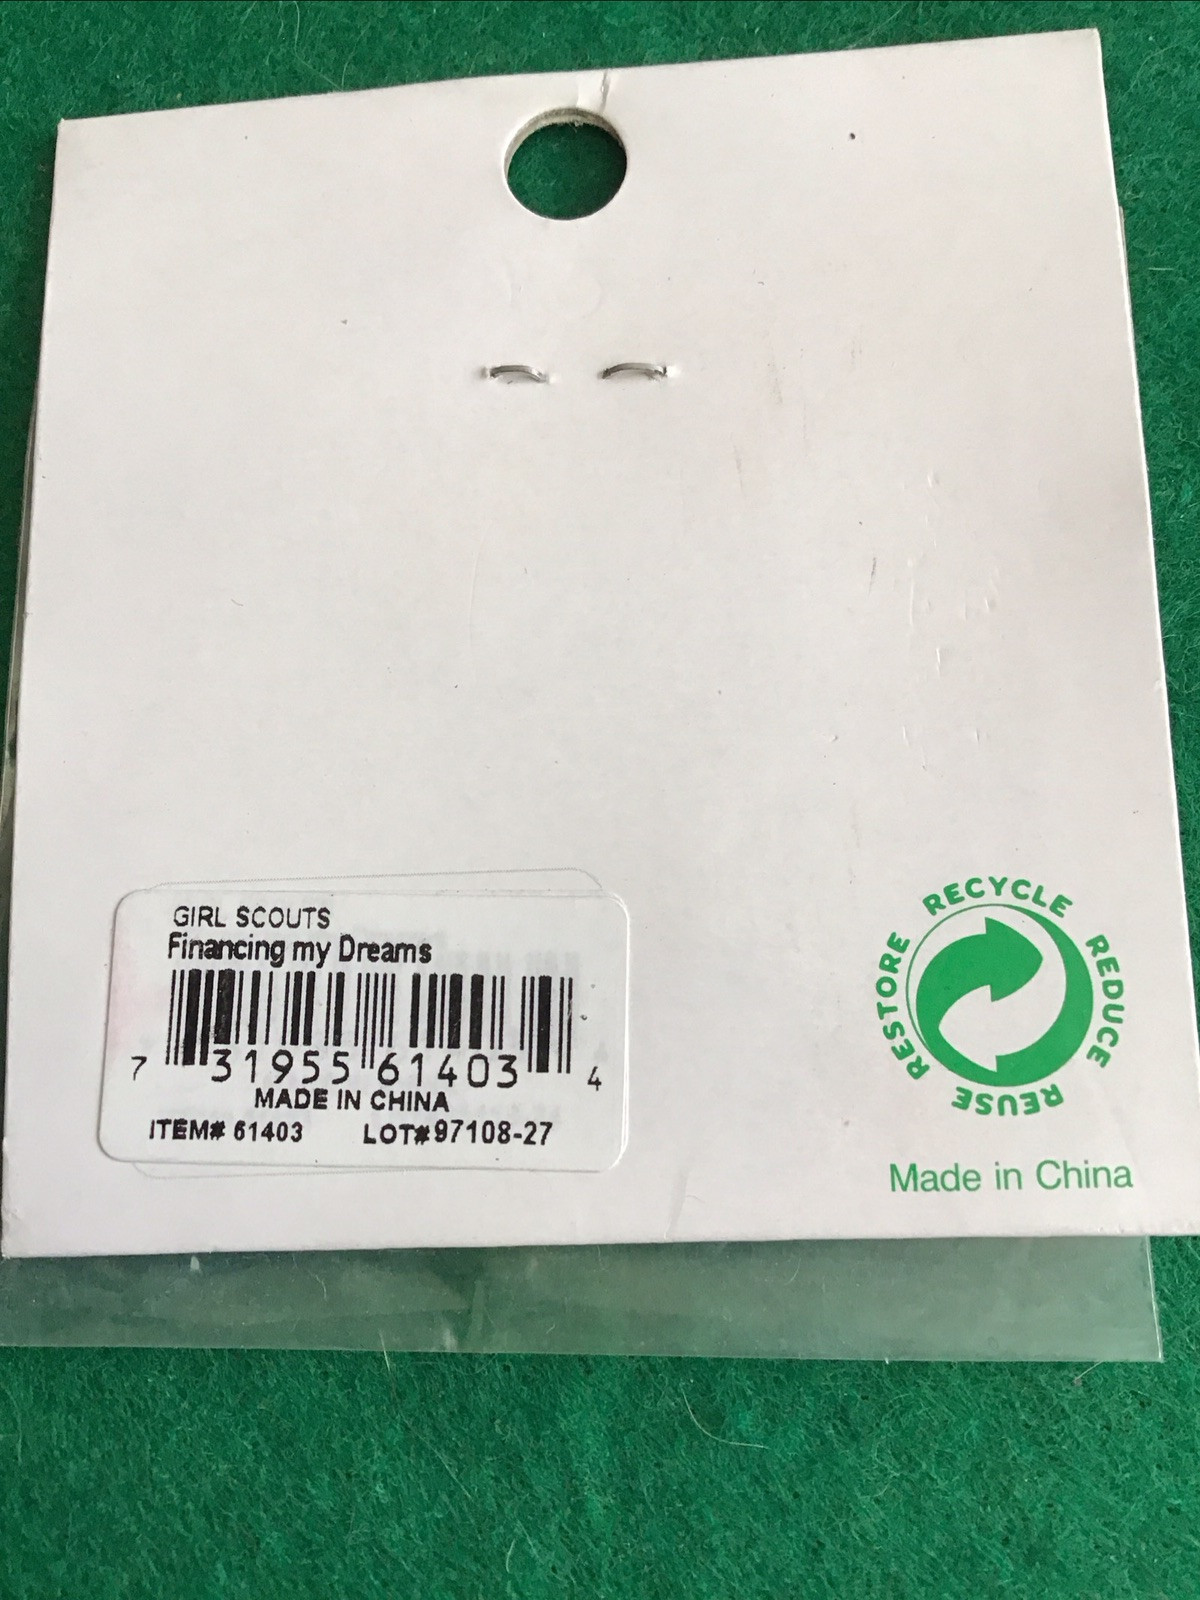 GIRL SCOUTS
Financing my Dreams
7 31955 61403 4
MADE IN CHINA
ITEM# 61403 LOT#97108-27
RECYCLE REDUCE REUSE RESTORE
Made in China